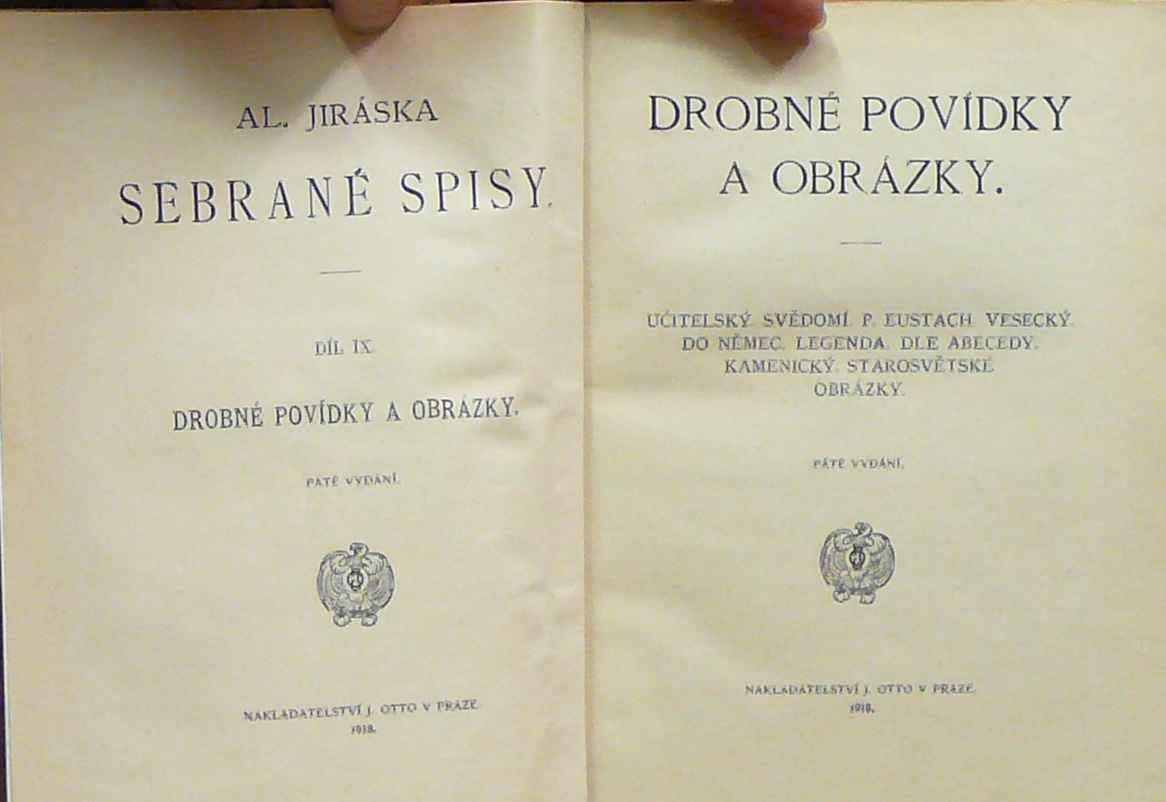 AL. JIRÁSKA
SEBRANÉ SPISY.
DÍL IX.
DROBNÉ POVÍDKY A OBRÁZKY.
PÁTÉ VYDÁNÍ.
NAKLADATELSTVÍ J. OTTO V PRAZE.
1918.
DROBNÉ POVÍDKY
A OBRÁZKY.
UČITELSKÝ. SVĚDOMÍ. P. EUSTACH VESECKÝ.
DO NĚMEC. LEGENDA. DLE ABECEDY.
KAMENICKÝ. STAROSVĚTSKÉ
OBRÁZKY.
PÁTÉ VYDÁNÍ.
NAKLADATELSTVÍ J. OTTO V PRAZE.
1918.